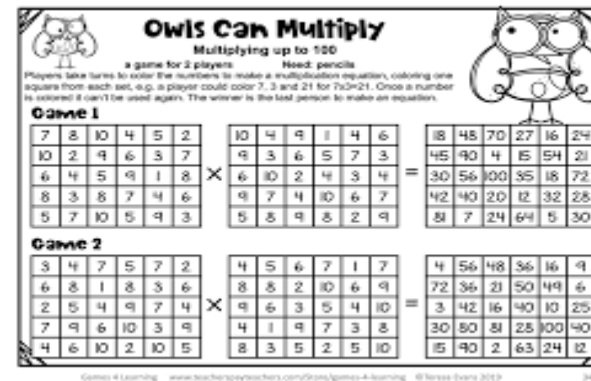 Owls Can Multiply
Multiplying up to 100
a game for 2 players Need: pencils
Players take turns to color the numbers to make a multiplication equation, coloring one
square from each set, e.g. a player could color 7, 3 and 21 for 7x3=21. Once a number
is colored it can't be used again. The winner is the last person to make an equation.
Game 1
7 8 10 4 5 2 10 4 9 1 4 6 18 48 70 27 16 24
10 2 9 6 3 7 9 3 6 5 7 3 45 90 4 15 54 21
6 4 5 9 1 8 × 6 10 2 4 3 4 = 30 56 100 35 18 72
8 3 8 7 4 6 9 7 4 10 6 7 42 40 20 12 32 28
5 7 10 5 9 3 5 8 9 8 2 9 81 7 24 64 5 30
Game 2
3 4 7 5 7 2 4 5 6 7 1 7 4 56 48 36 16 9
6 8 1 8 3 6 8 8 2 10 6 9 72 36 21 50 49 6
2 5 4 9 7 4 × 9 6 3 5 4 10 = 3 42 16 40 10 25
7 9 6 10 3 9 4 1 9 7 3 8 30 80 81 28 100 40
4 6 10 2 10 5 8 3 5 2 5 10 15 90 2 63 24 12
Games 4 Learning www.teacherspayteachers.com/Store/games-4-learning ©Teresa Evans 2013